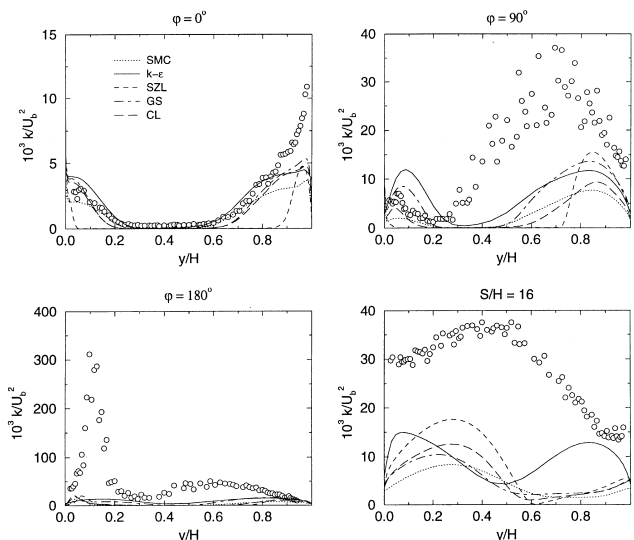 φ = 0°
φ = 90°
15
10
5
0
10³ k/U_b²
SMC
k-ε
SZL
GS
CL
0.0 0.2 0.4 0.6 0.8
y/H
40
30
20
10
0
10³ k/U_b²
0.0 0.2 0.4 0.6 0.8
y/H
φ = 180°
S/H = 16
400
300
200
100
0
10³ k/U_b²
0.0 0.2 0.4 0.6 0.8
y/H
40
30
20
10
0
10³ k/U_b²
0.0 0.2 0.4 0.6 0.8
y/H